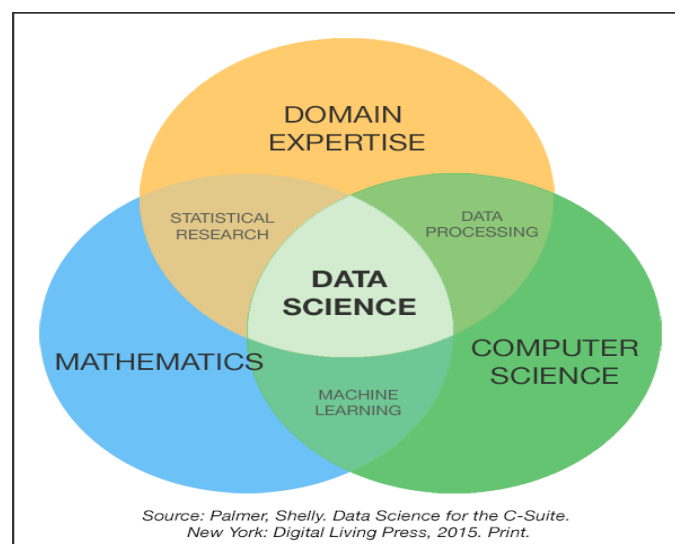 DOMAIN
EXPERTISE
STATISTICAL
RESEARCH
DATA
PROCESSING
DATA
SCIENCE
MATHEMATICS
COMPUTER
SCIENCE
MACHINE
LEARNING
Source: Palmer, Shelly. Data Science for the C-Suite.
New York: Digital Living Press, 2015. Print.